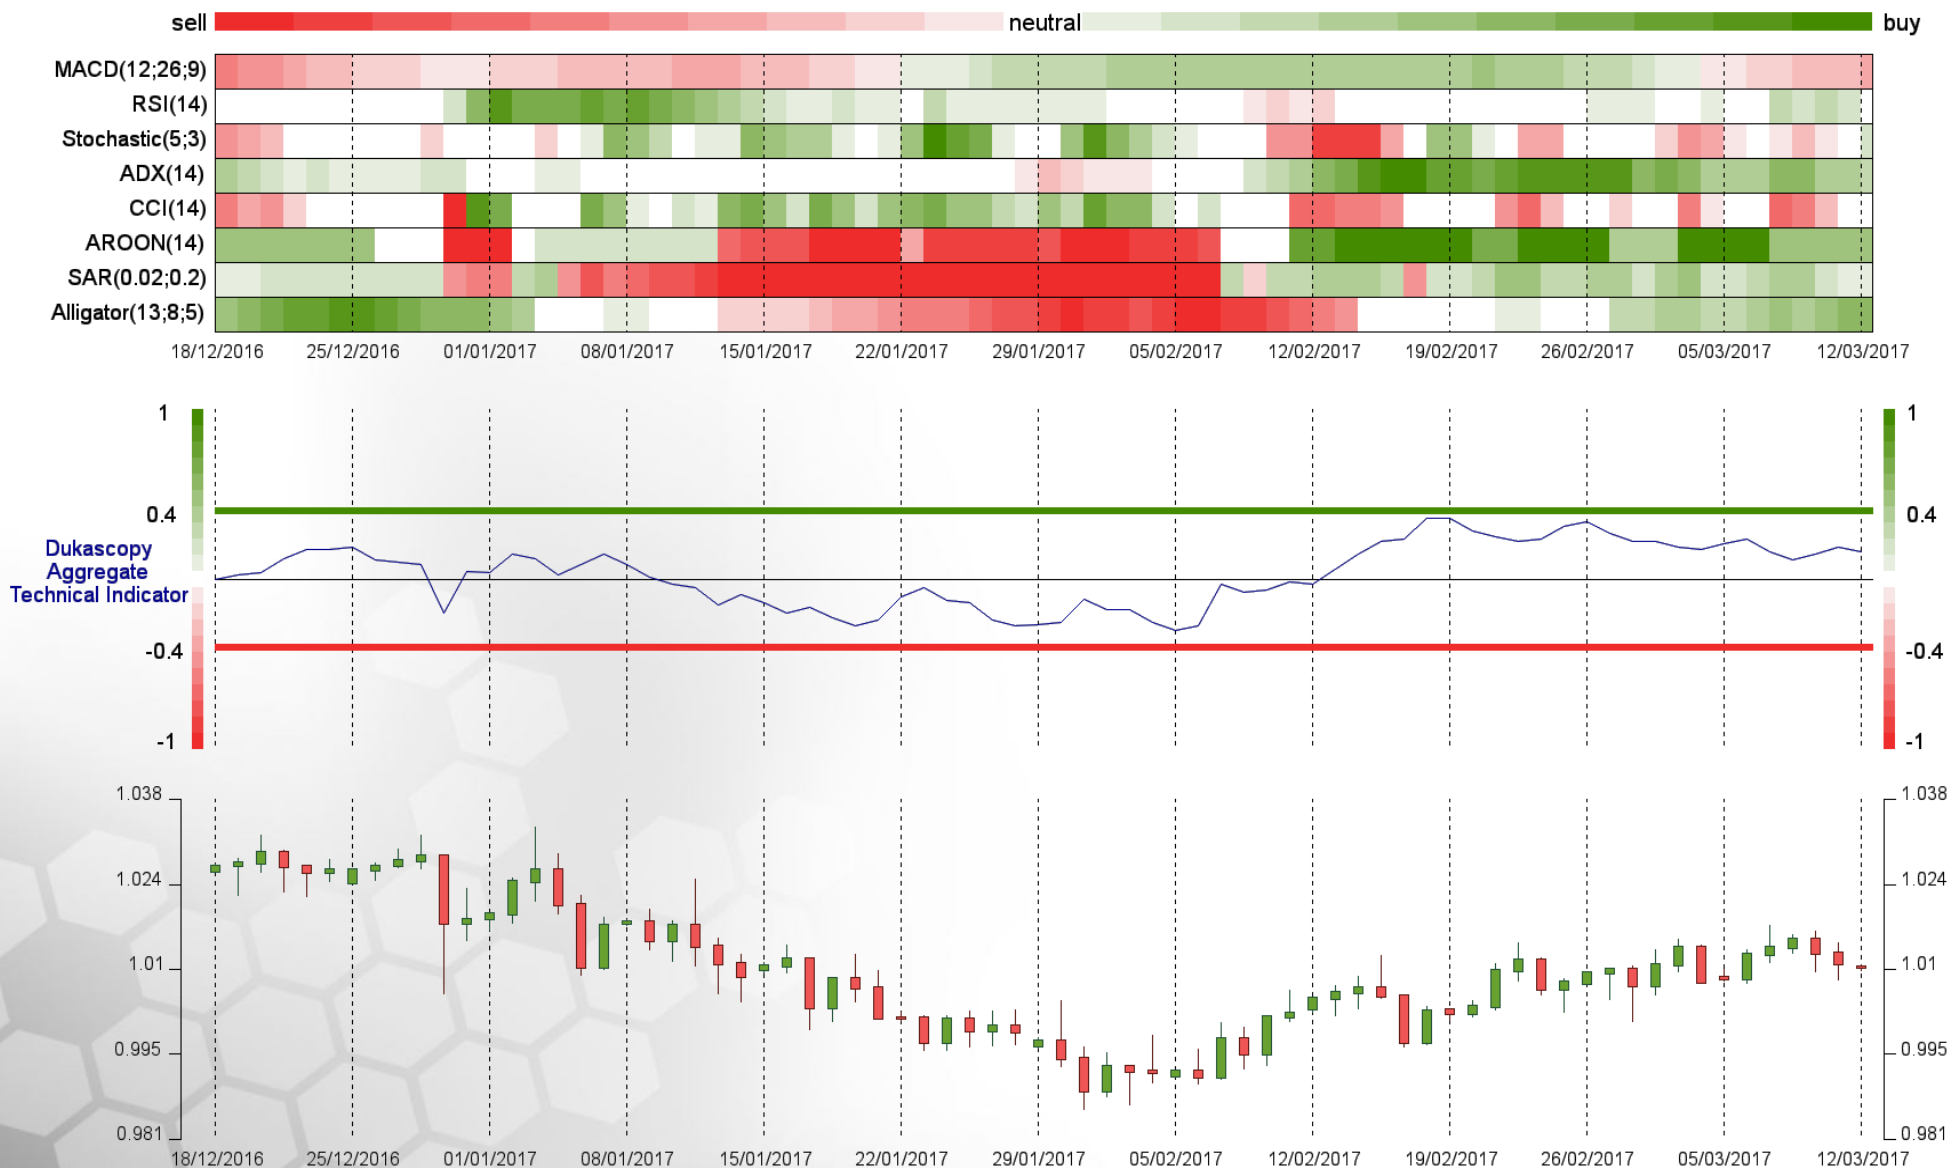 sell neutral buy
MACD(12;26;9)
RSI(14)
Stochastic(5;3)
ADX(14)
CCI(14)
AROON(14)
SAR(0.02;0.2)
Alligator(13;8;5)
18/12/2016 25/12/2016 01/01/2017 08/01/2017 15/01/2017 22/01/2017 29/01/2017 05/02/2017 12/02/2017 19/02/2017 26/02/2017 05/03/2017 12/03/2017
1 1
0.4 0.4
Dukascopy
Aggregate
Technical Indicator
-0.4 -0.4
-1 -1
1.038 1.038
1.024 1.024
1.01 1.01
0.995 0.995
0.981 0.981
18/12/2016 25/12/2016 01/01/2017 08/01/2017 15/01/2017 22/01/2017 29/01/2017 05/02/2017 12/02/2017 19/02/2017 26/02/2017 05/03/2017 12/03/2017